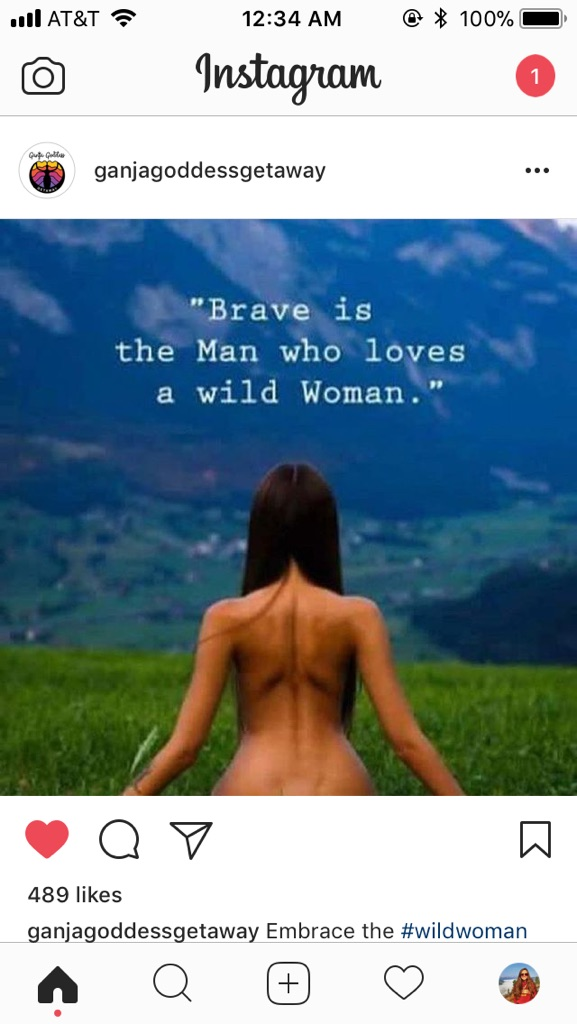 AT&T 12:34 AM 100%
Instagram 1
ganjagoddessgetaway
"Brave is
the Man who loves
a wild Woman."
489 likes
ganjagoddessgetaway Embrace the #wildwoman